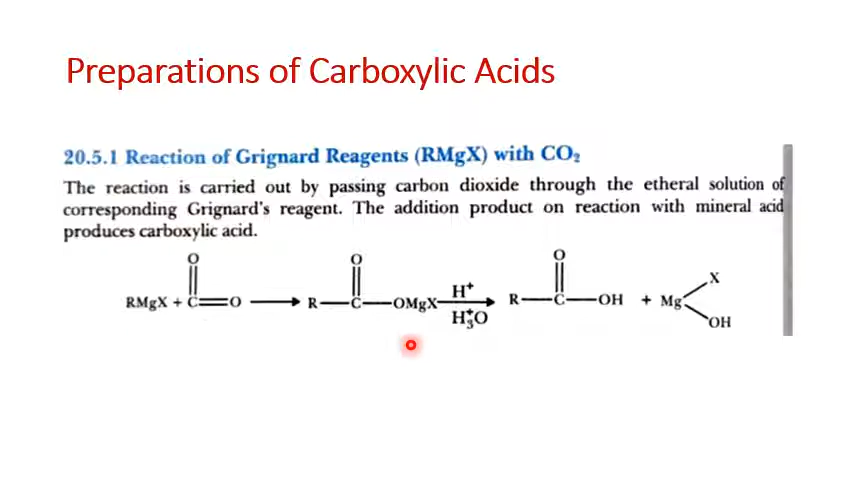 Preparations of Carboxylic Acids
20.5.1 Reaction of Grignard Reagents (RMgX) with CO₂
The reaction is carried out by passing carbon dioxide through the etheral solution of
corresponding Grignard's reagent. The addition product on reaction with mineral acid
produces carboxylic acid.
O O O
RMgX + C=O ⟶ R—C—OMgX —H⁺/H₃⁺O→ R—C—OH + Mg X OH